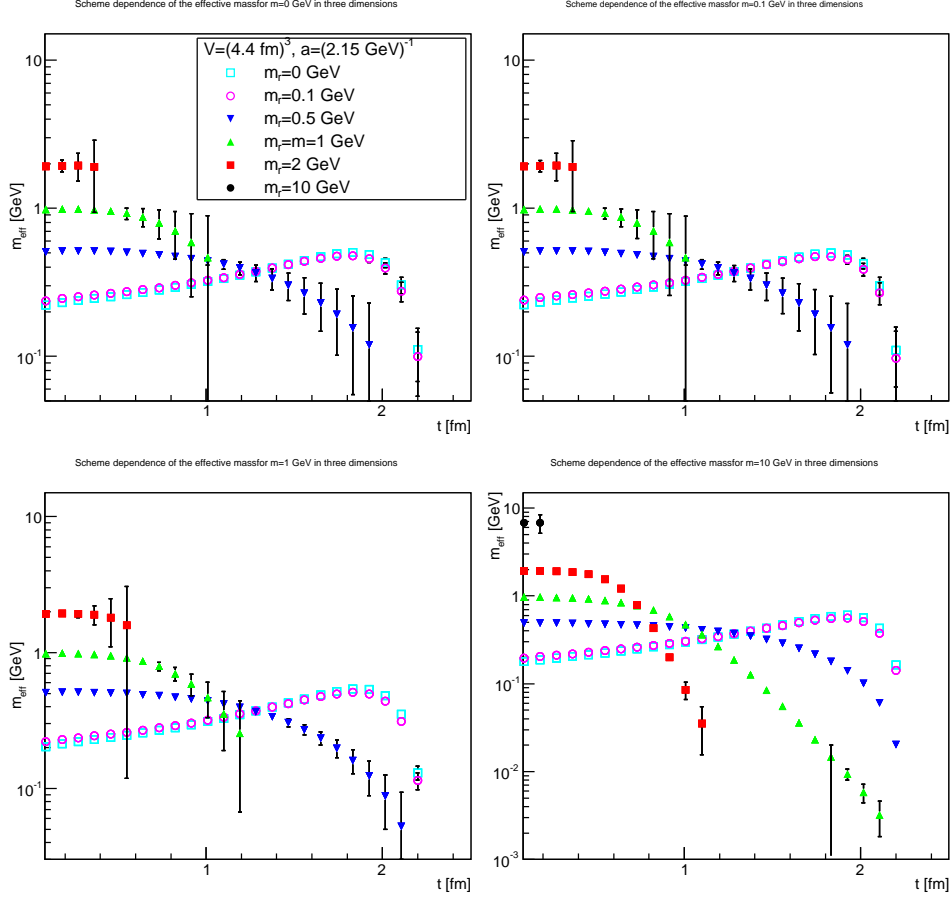 Scheme dependence of the effective massfor m=0 GeV in three dimensions
m_eff [GeV]
10
1
10^-1
V=(4.4 fm)^3, a=(2.15 GeV)^-1
m_r=0 GeV
m_r=0.1 GeV
m_r=0.5 GeV
m_r=m=1 GeV
m_r=2 GeV
m_r=10 GeV
1
2
t [fm]
Scheme dependence of the effective massfor m=0.1 GeV in three dimensions
m_eff [GeV]
10
1
10^-1
1
2
t [fm]
Scheme dependence of the effective massfor m=1 GeV in three dimensions
m_eff [GeV]
10
1
10^-1
1
2
t [fm]
Scheme dependence of the effective massfor m=10 GeV in three dimensions
m_eff [GeV]
10
1
10^-1
10^-2
10^-3
1
2
t [fm]